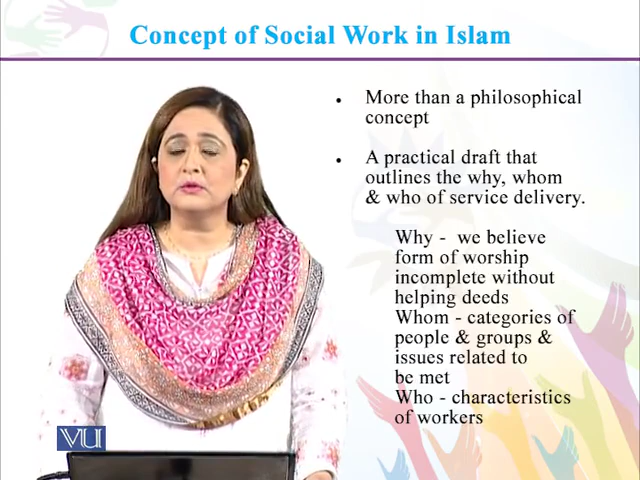 Concept of Social Work in Islam
• More than a philosophical
concept
• A practical draft that
outlines the why, whom
& who of service delivery.
Why - we believe
form of worship
incomplete without
helping deeds
Whom - categories of
people & groups &
issues related to
be met
Who - characteristics
of workers
VU